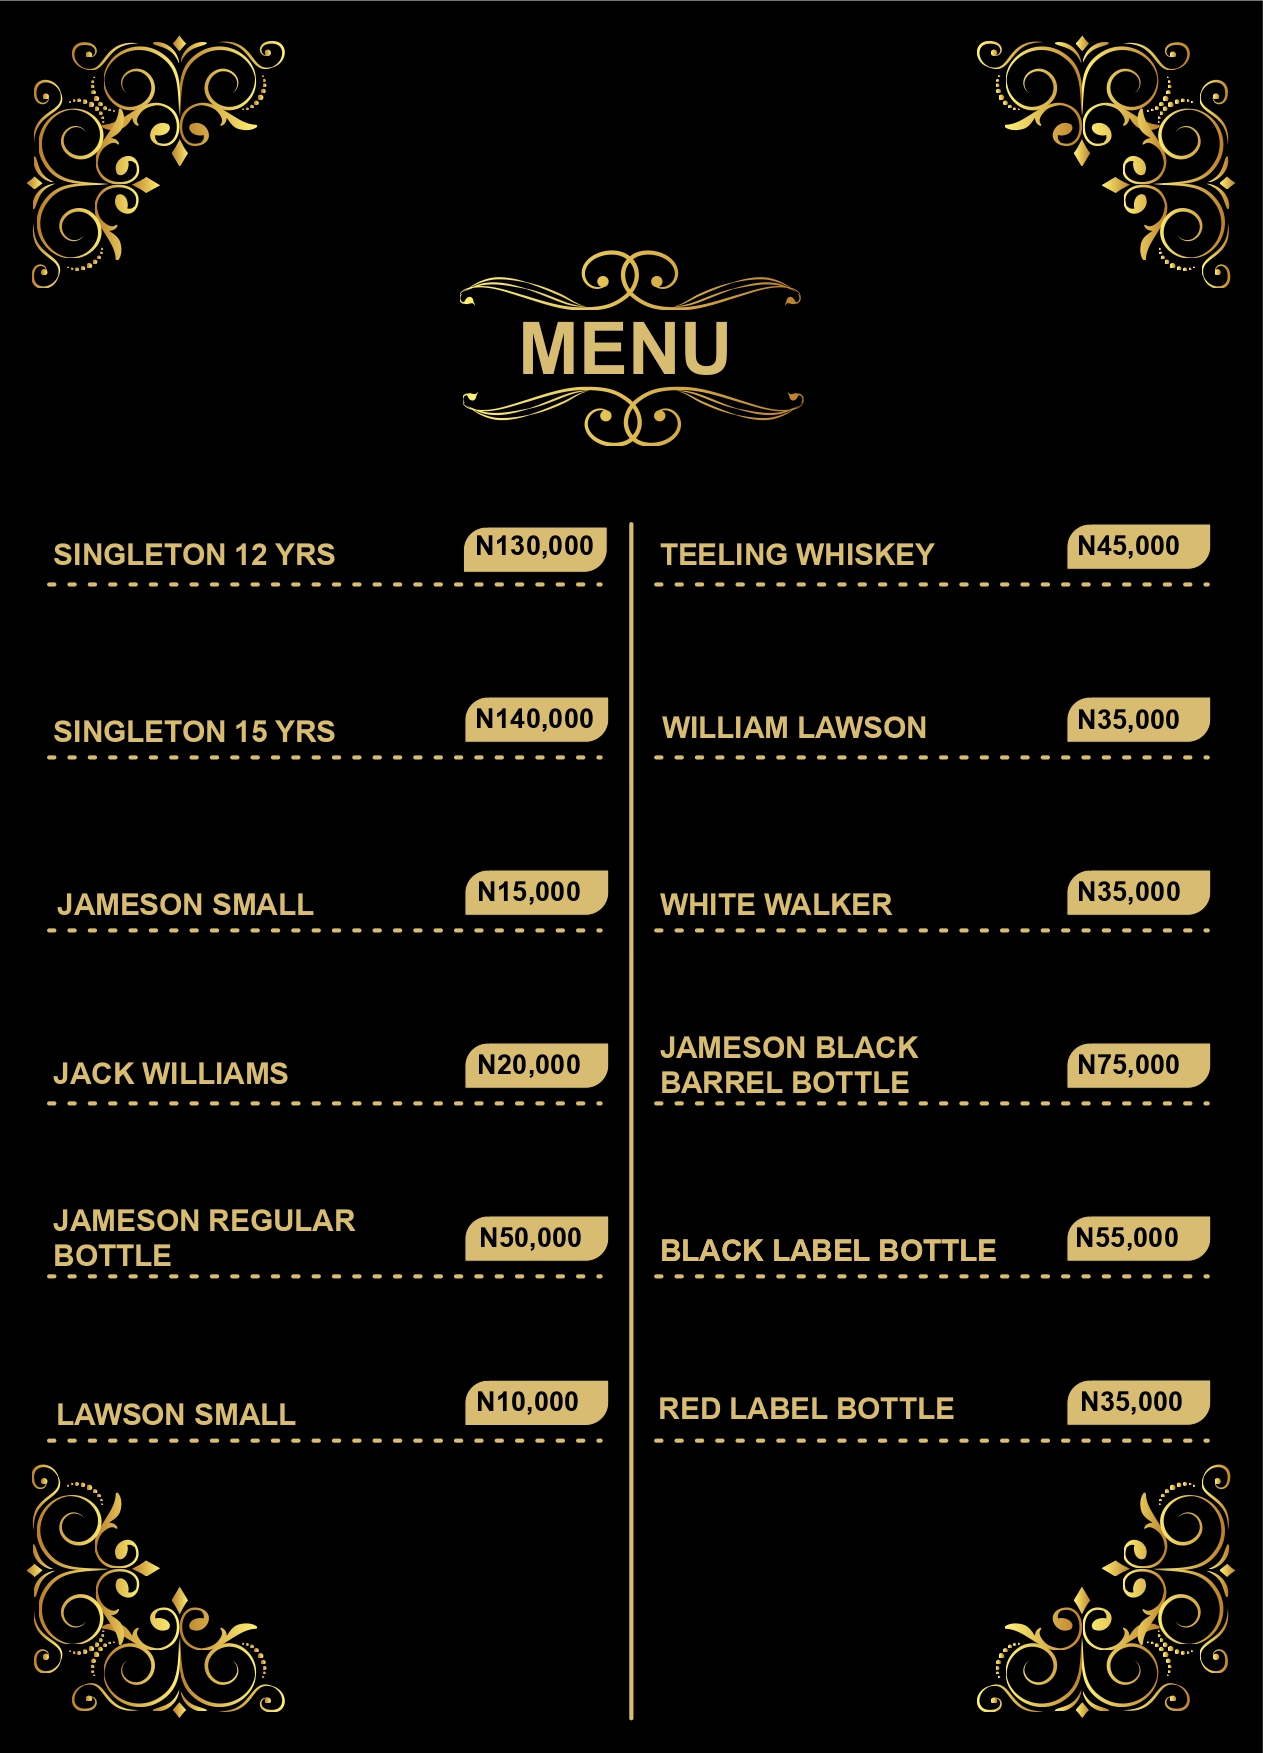 MENU
SINGLETON 12 YRS N130,000
SINGLETON 15 YRS N140,000
JAMESON SMALL N15,000
JACK WILLIAMS N20,000
JAMESON REGULAR
BOTTLE N50,000
LAWSON SMALL N10,000
TEELING WHISKEY N45,000
WILLIAM LAWSON N35,000
WHITE WALKER N35,000
JAMESON BLACK
BARREL BOTTLE N75,000
BLACK LABEL BOTTLE N55,000
RED LABEL BOTTLE N35,000